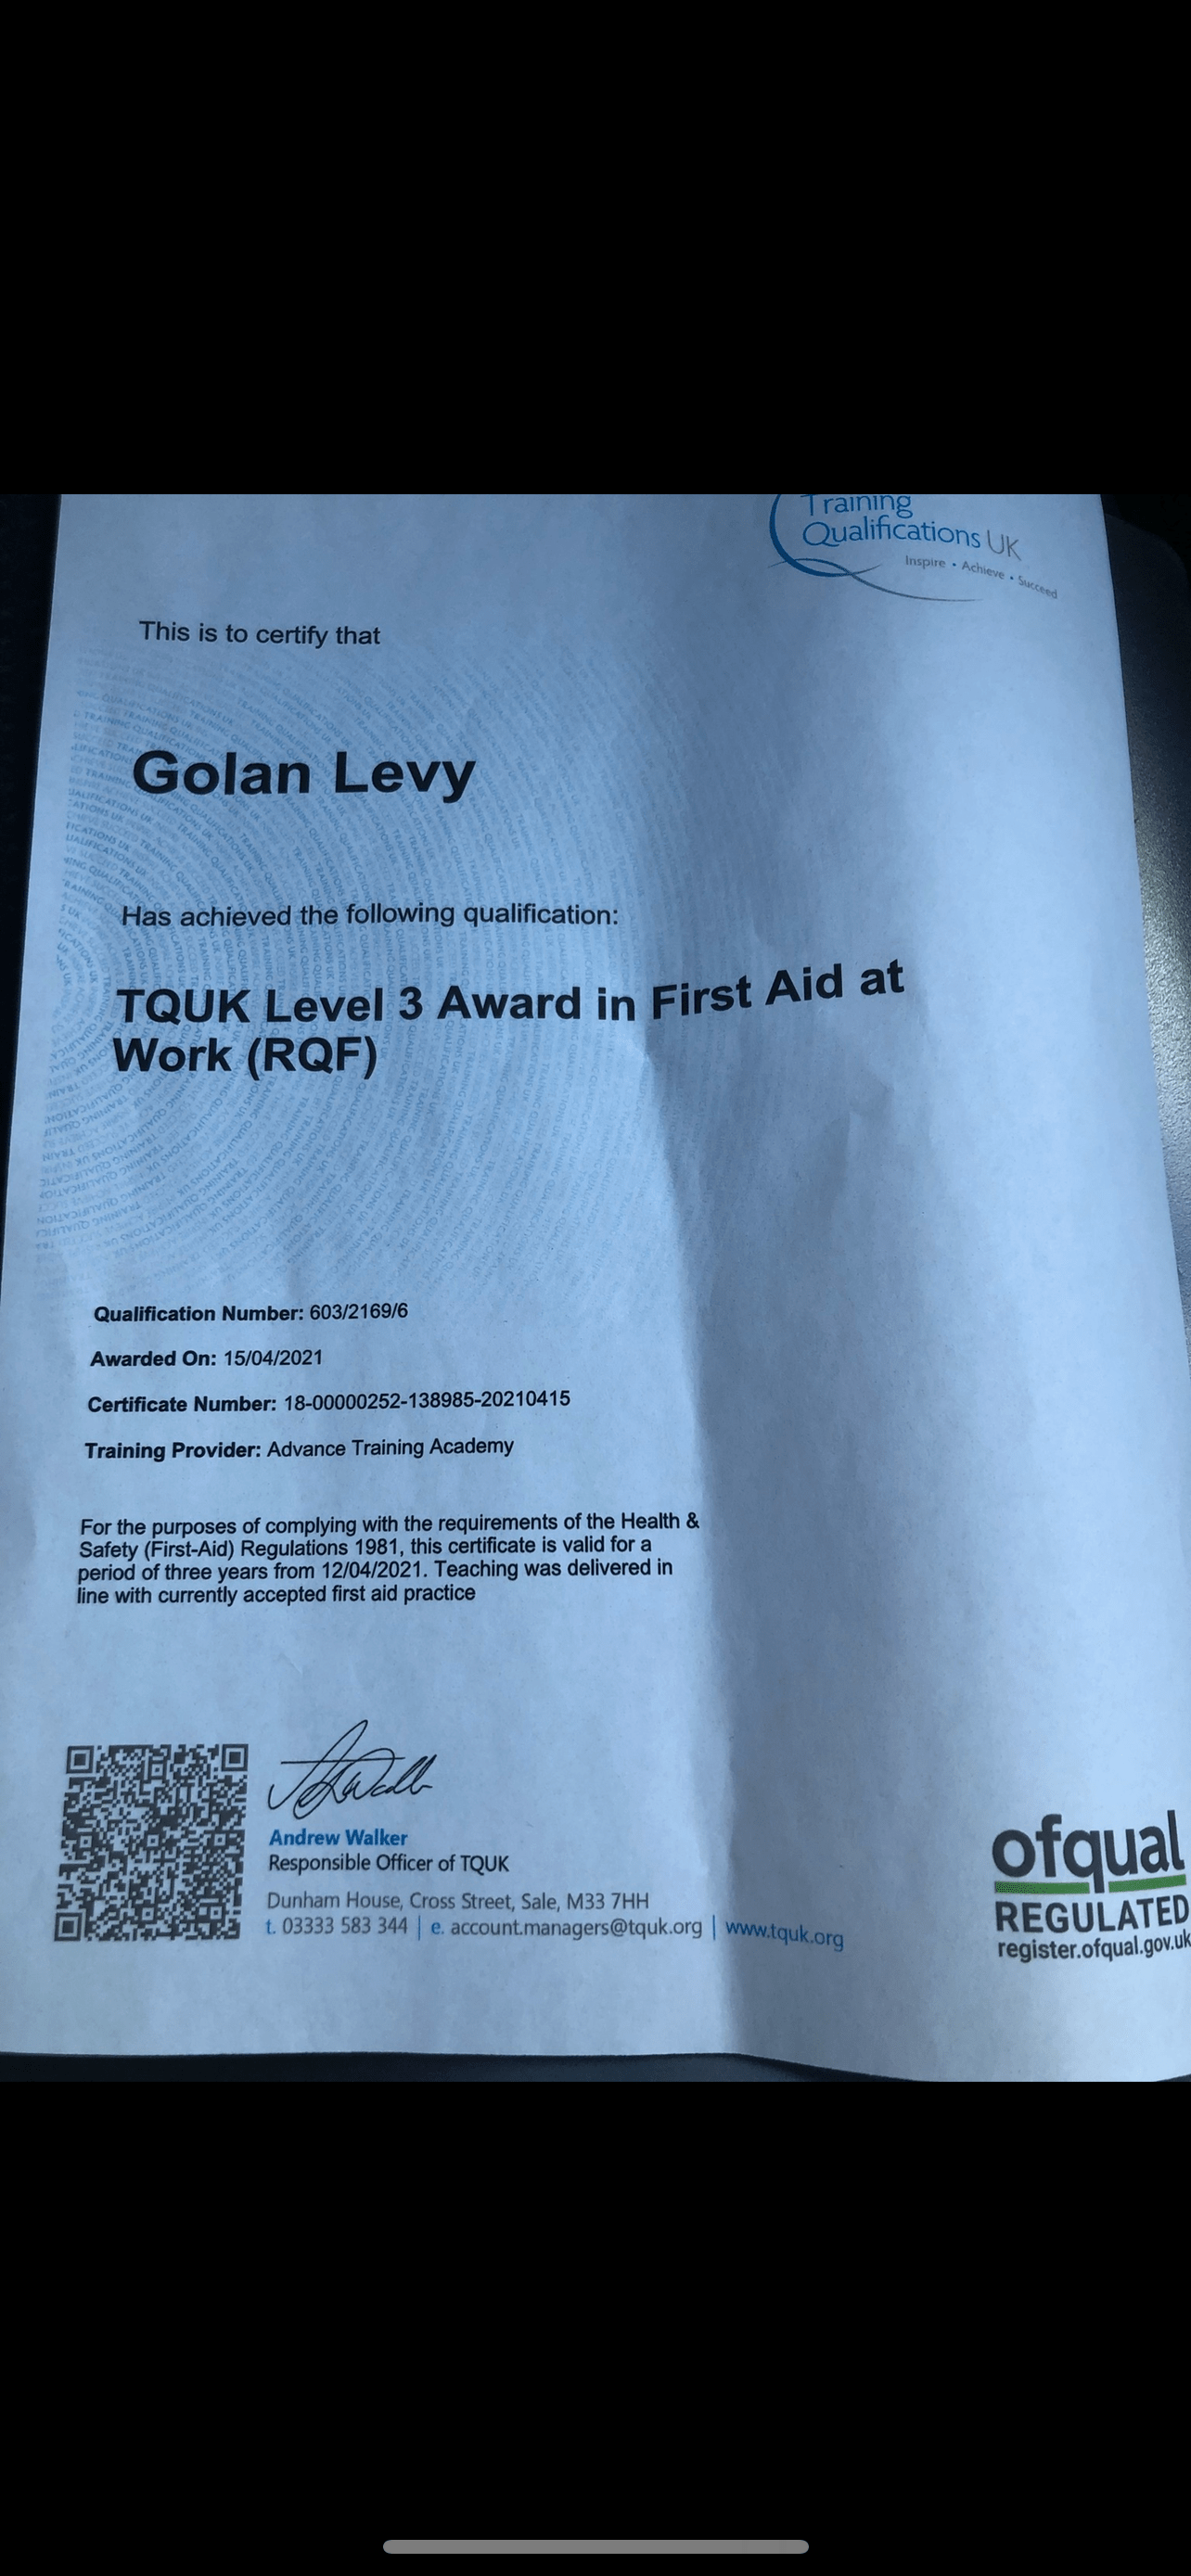 Training
Qualifications UK
Inspire • Achieve • Succeed
This is to certify that
Golan Levy
Has achieved the following qualification:
TQUK Level 3 Award in First Aid at
Work (RQF)
Qualification Number: 603/2169/6
Awarded On: 15/04/2021
Certificate Number: 18-00000252-138985-20210415
Training Provider: Advance Training Academy
For the purposes of complying with the requirements of the Health &
Safety (First-Aid) Regulations 1981, this certificate is valid for a
period of three years from 12/04/2021. Teaching was delivered in
line with currently accepted first aid practice
Andrew Walker
Responsible Officer of TQUK
Dunham House, Cross Street, Sale, M33 7HH
t. 03333 583 344 | e. account.managers@tquk.org | www.tquk.org
ofqual
REGULATED
register.ofqual.gov.uk